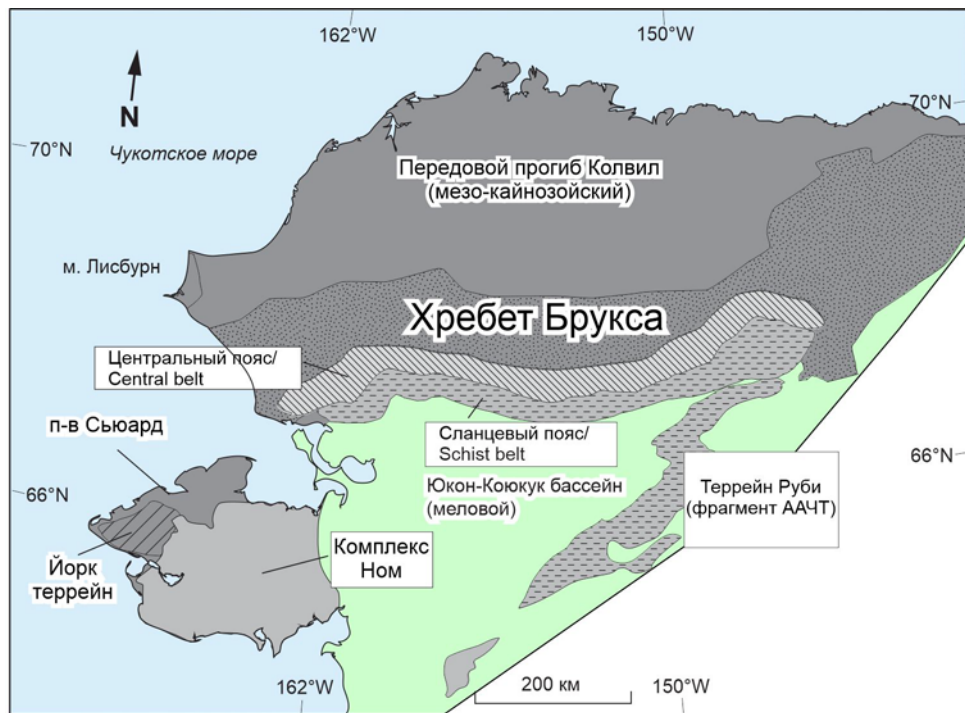 162°W
150°W
N
70°N
70°N
Чукотское море
Передовой прогиб Колвил
(мезо-кайнозойский)
м. Лисбурн
Хребет Брукса
Центральный пояс/
Central belt
п-в Сьюард
Сланцевый пояс/
Schist belt
66°N
66°N
Юкон-Коюкук бассейн
(меловой)
Террейн Руби
(фрагмент ААЧТ)
Комплекс
Ном
Йорк
террейн
162°W
200 км
150°W